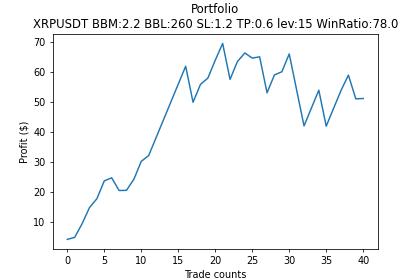 Portfolio
XRPUSDT BBM:2.2 BBL:260 SL:1.2 TP:0.6 lev:15 WinRatio:78.0
70
60
50
40
30
20
10
Profit ($)
0 5 10 15 20 25 30 35 40
Trade counts